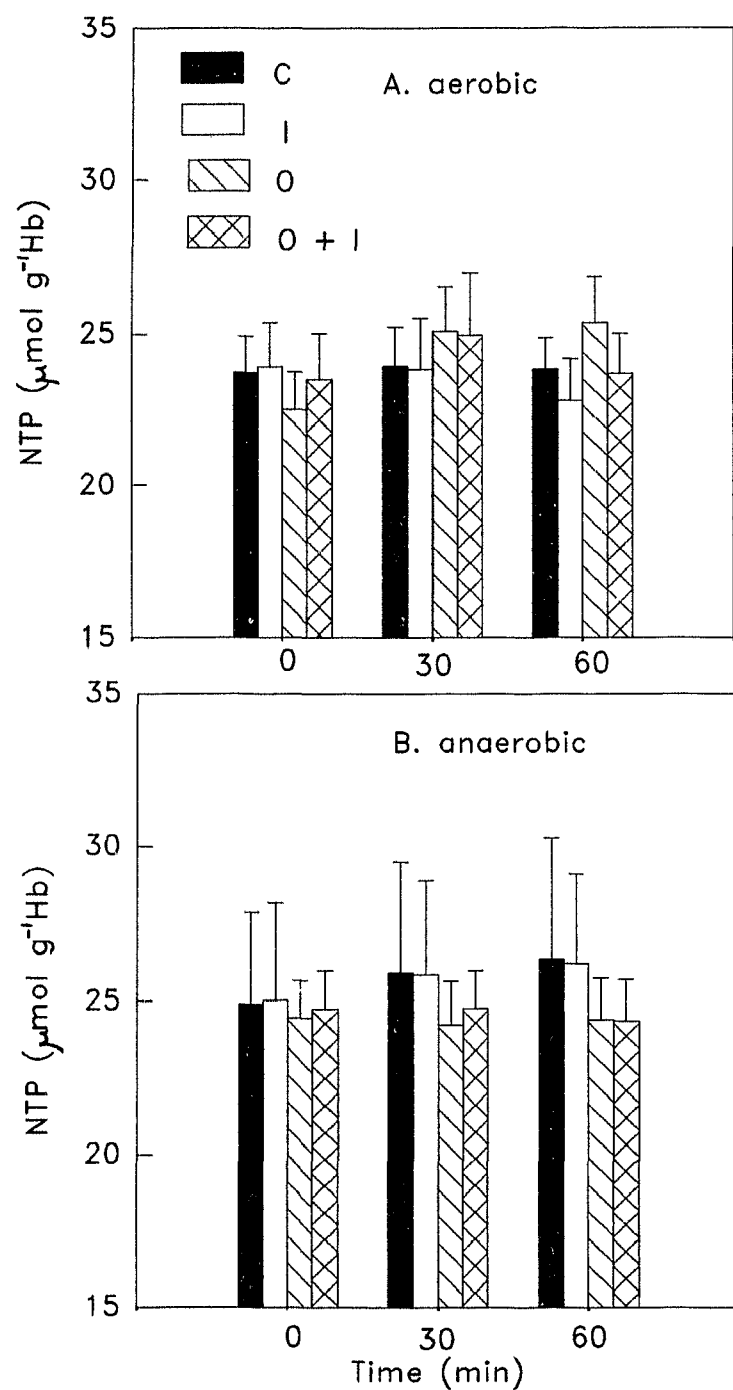 35
C
A. aerobic
I
30
O
O + I
25
20
15
NTP (μmol g⁻¹Hb)
0 30 60
35
B. anaerobic
30
25
20
15
NTP (μmol g⁻¹Hb)
0 30 60
Time (min)